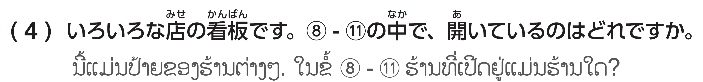 (4) いろいろな店の看板です。⑧ - ⑪の中で、開いているのはどれですか。
ນີ້ແມ່ນປ້າຍຂອງຮ້ານຕ່າງໆ. ໃນຂໍ້ ⑧ - ⑪ ຮ້ານທີ່ເປີດຢູ່ແມ່ນຮ້ານໃດ?